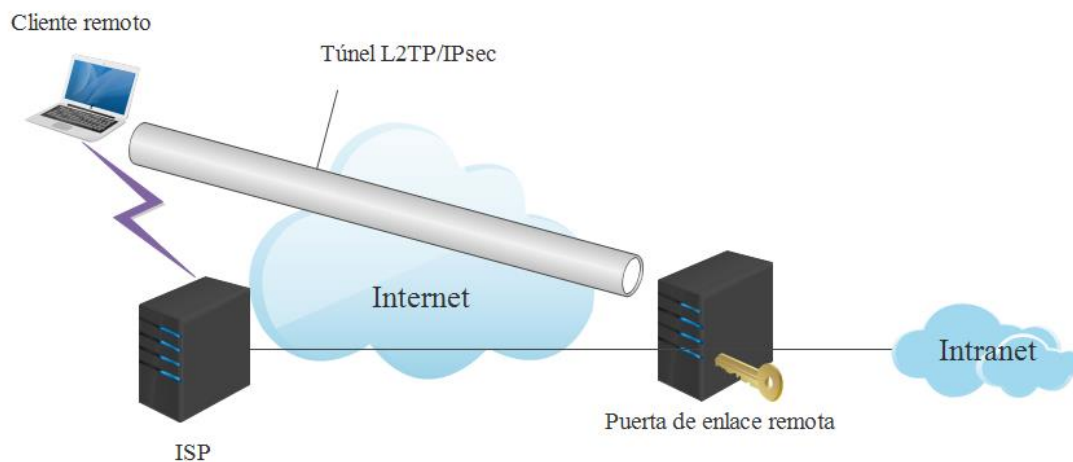 Cliente remoto
Túnel L2TP/IPsec
Internet
Intranet
Puerta de enlace remota
ISP